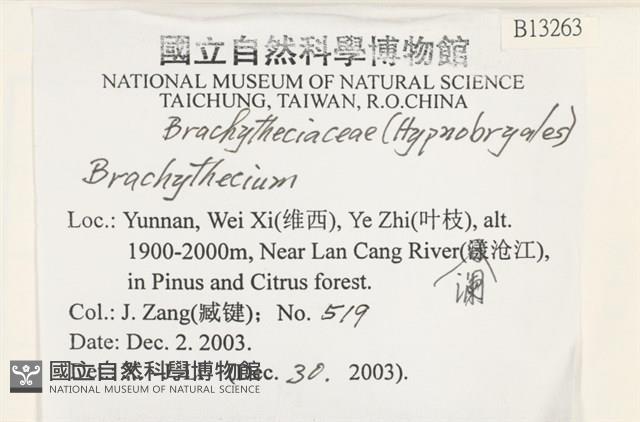 B13263
國立自然科學博物館
NATIONAL MUSEUM OF NATURAL SCIENCE
TAICHUNG, TAIWAN, R.O.CHINA
Brachytheciaceae (Hypnobryales)
Brachythecium
Loc.: Yunnan, Wei Xi(维西), Ye Zhi(叶枝), alt.
1900-2000m, Near Lan Cang River(沧江),
澜
in Pinus and Citrus forest.
Col.: J. Zang(臧键); No. 519
Date: Dec. 2. 2003.
(Dec. 30. 2003).
國立自然科學博物館
NATIONAL MUSEUM OF NATURAL SCIENCE